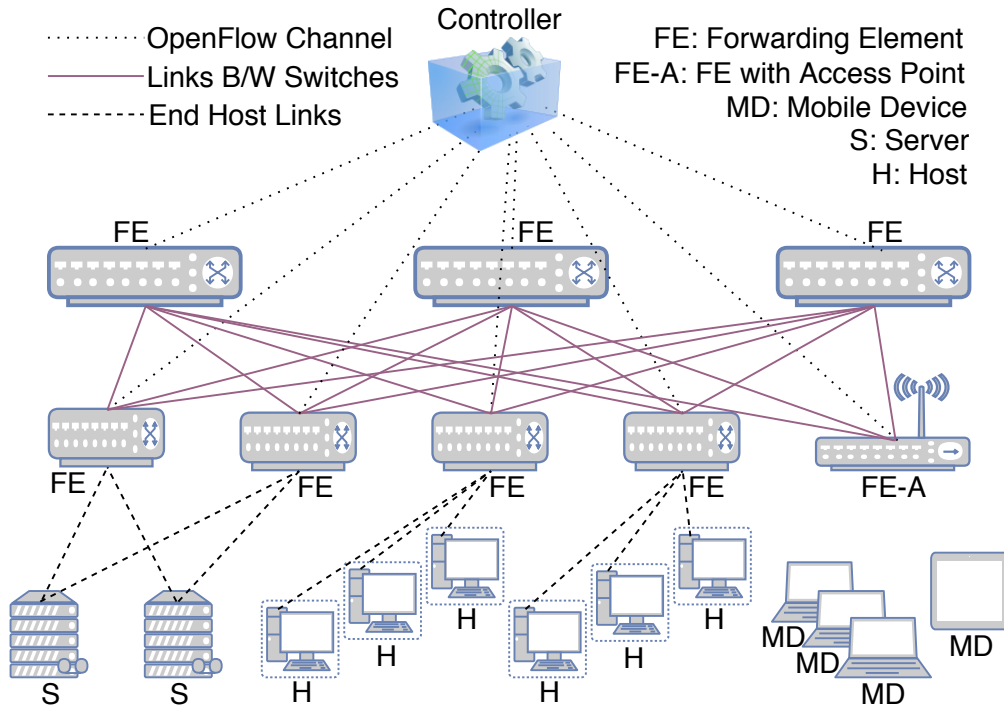 Controller
OpenFlow Channel
Links B/W Switches
End Host Links
FE: Forwarding Element
FE-A: FE with Access Point
MD: Mobile Device
S: Server
H: Host
FE
FE
FE
FE
FE
FE
FE
FE-A
H
H
H
H
H
H
S
S
MD
MD
MD
MD